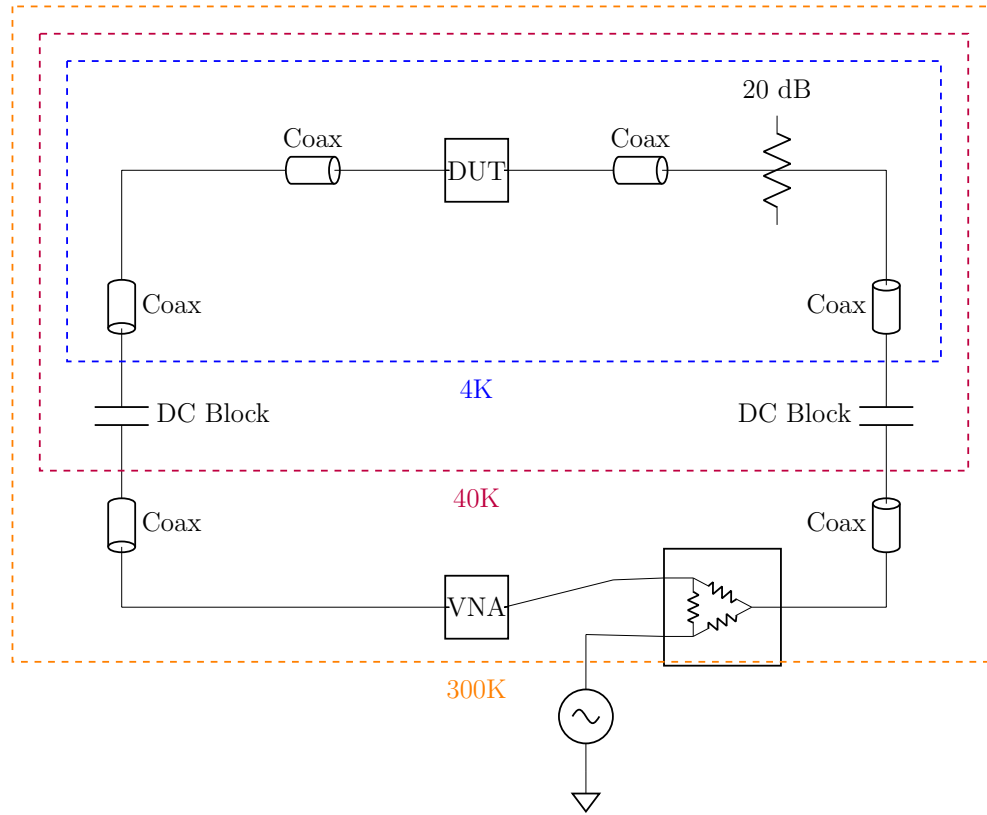 20 dB
Coax
Coax
DUT
Coax
Coax
4K
DC Block
DC Block
40K
Coax
Coax
VNA
300K